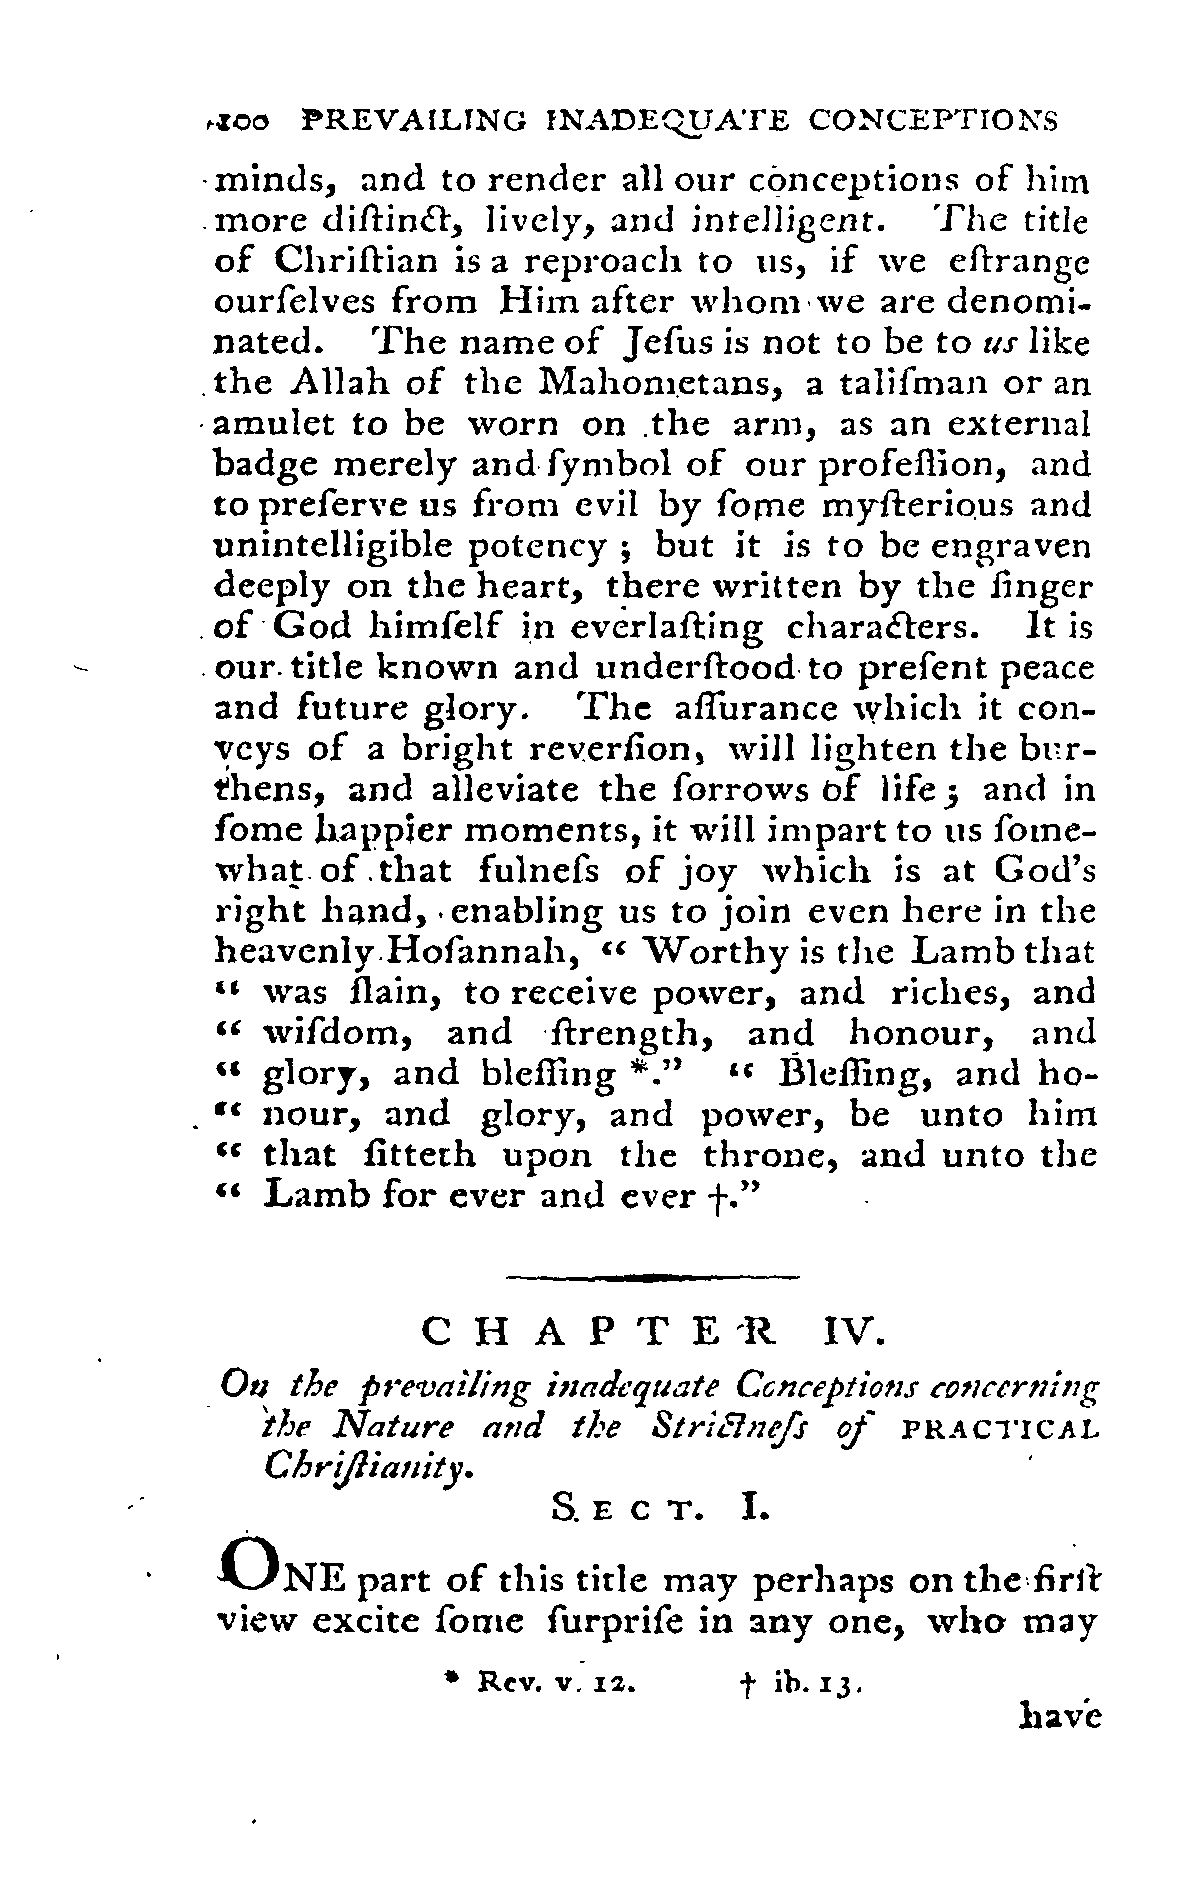 100 PREVAILING INADEQUATE CONCEPTIONS
minds, and to render all our conceptions of him
more diſtinct, lively, and intelligent. The title
of Chriſtian is a reproach to us, if we eſtrange
ourſelves from Him after whom we are denomi-
nated. The name of Jeſus is not to be to us like
the Allah of the Mahometans, a taliſman or an
amulet to be worn on the arm, as an external
badge merely and ſymbol of our profeſſion, and
to preſerve us from evil by ſome myſterious and
unintelligible potency ; but it is to be engraven
deeply on the heart, there written by the finger
of God himſelf in everlaſting characters. It is
our title known and underſtood to preſent peace
and future glory. The aſſurance which it con-
veys of a bright reverſion, will lighten the bur-
thens, and alleviate the ſorrows of life; and in
ſome happier moments, it will impart to us ſome-
what of that fulneſs of joy which is at God's
right hand, enabling us to join even here in the
heavenly Hoſannah, “ Worthy is the Lamb that
“ was ſlain, to receive power, and riches, and
“ wiſdom, and ſtrength, and honour, and
“ glory, and bleſſing *.” “ Bleſſing, and ho-
“ nour, and glory, and power, be unto him
“ that ſitteth upon the throne, and unto the
“ Lamb for ever and ever †.”
CHAPTER IV.
On the prevailing inadequate Conceptions concerning
the Nature and the Strictneſs of PRACTICAL
Chriſtianity.
SECT. I.
ONE part of this title may perhaps on the firſt
view excite ſome ſurpriſe in any one, who may
* Rev. v. 12. † ib. 13.
have